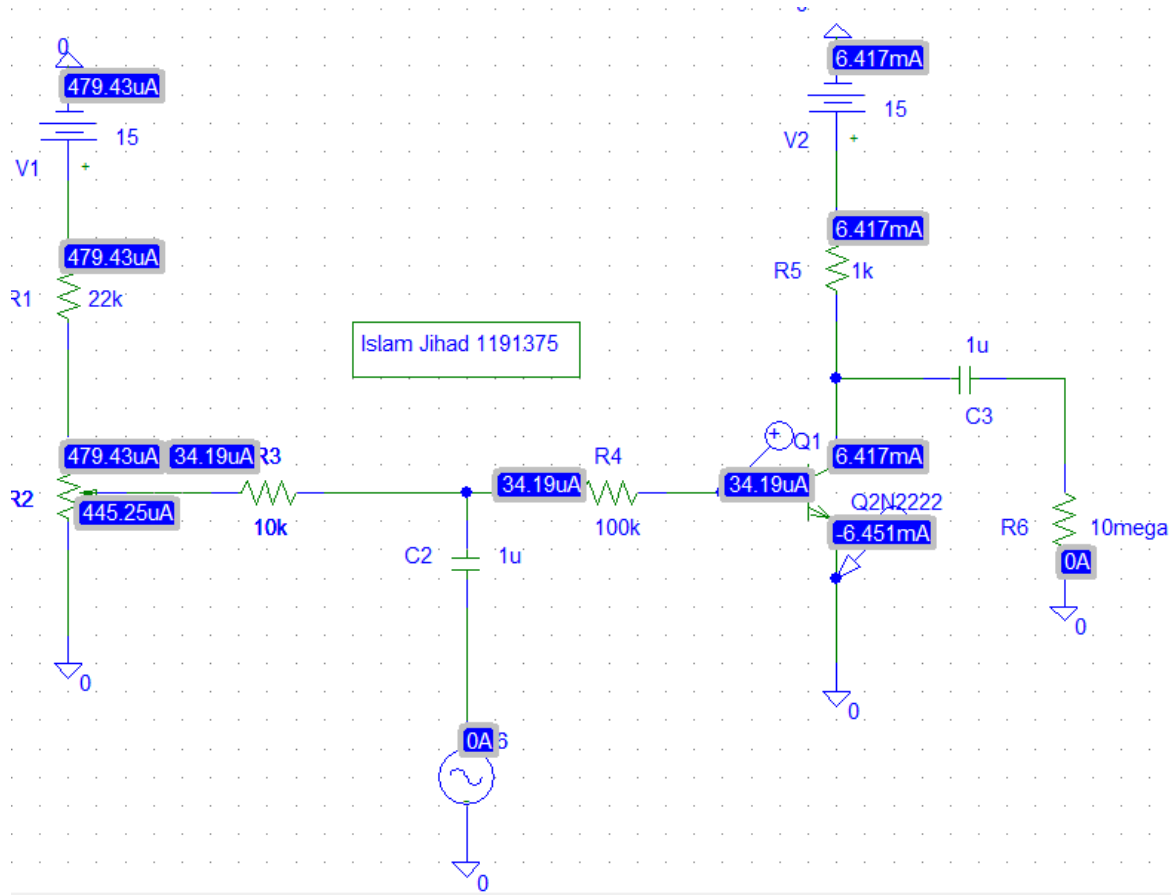 0
479.43uA
6.417mA
15
15
V1
V2
+
+
479.43uA
6.417mA
R1
22k
R5
1k
Islam Jihad 1191375
1u
C3
479.43uA
34.19uA
R3
R4
Q1
6.417mA
R2
445.25uA
10k
34.19uA
100k
34.19uA
Q2N2222
-6.451mA
R6
10mega
C2
1u
0A
0
0
0
0A
6
0